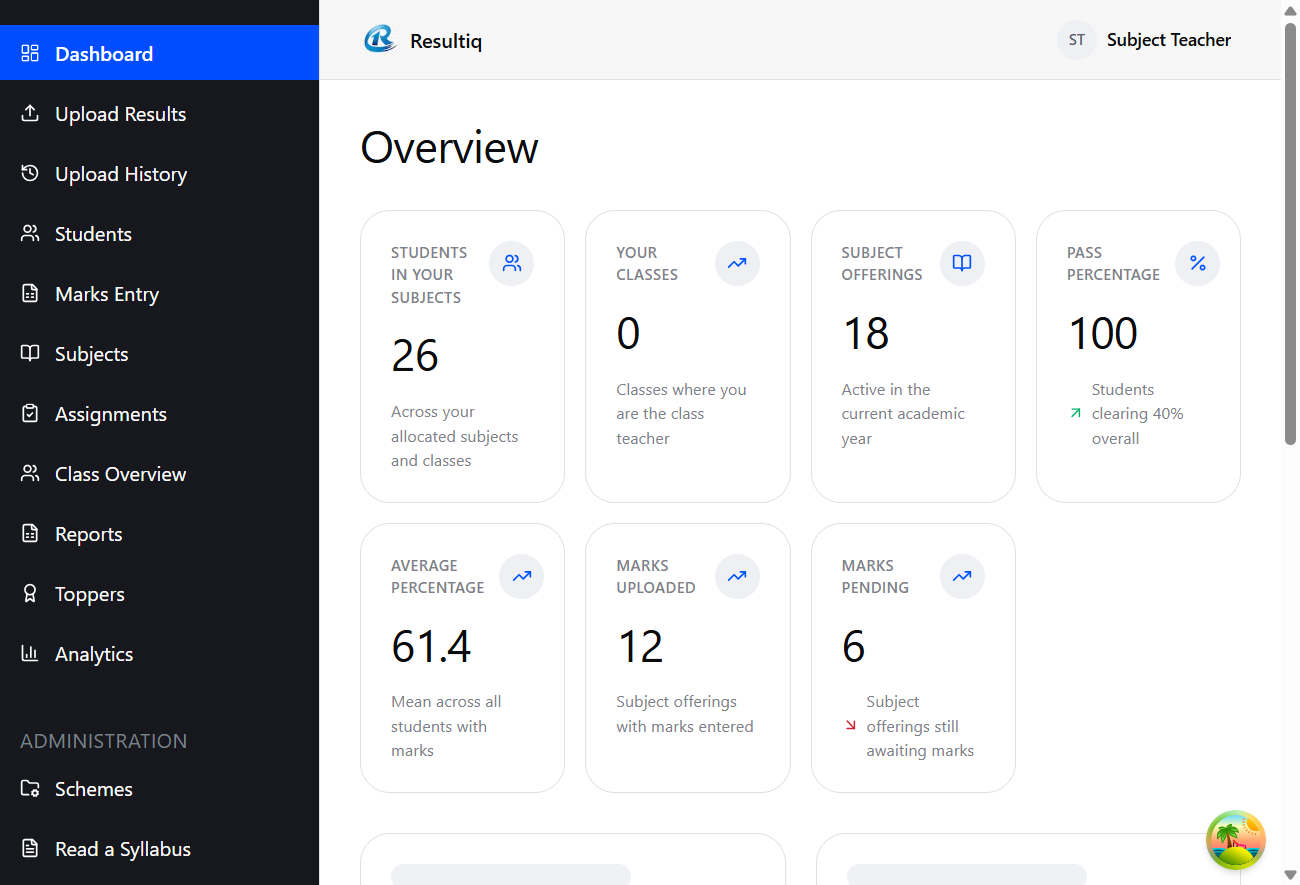 Dashboard
Upload Results
Upload History
Students
Marks Entry
Subjects
Assignments
Class Overview
Reports
Toppers
Analytics
ADMINISTRATION
Schemes
Read a Syllabus
Resultiq
ST
Subject Teacher
Overview
STUDENTS
IN YOUR
SUBJECTS
26
Across your
allocated subjects
and classes
YOUR
CLASSES
0
Classes where you
are the class
teacher
SUBJECT
OFFERINGS
18
Active in the
current academic
year
PASS
PERCENTAGE
100
Students
clearing 40%
overall
AVERAGE
PERCENTAGE
61.4
Mean across all
students with
marks
MARKS
UPLOADED
12
Subject offerings
with marks entered
MARKS
PENDING
6
Subject
offerings still
awaiting marks